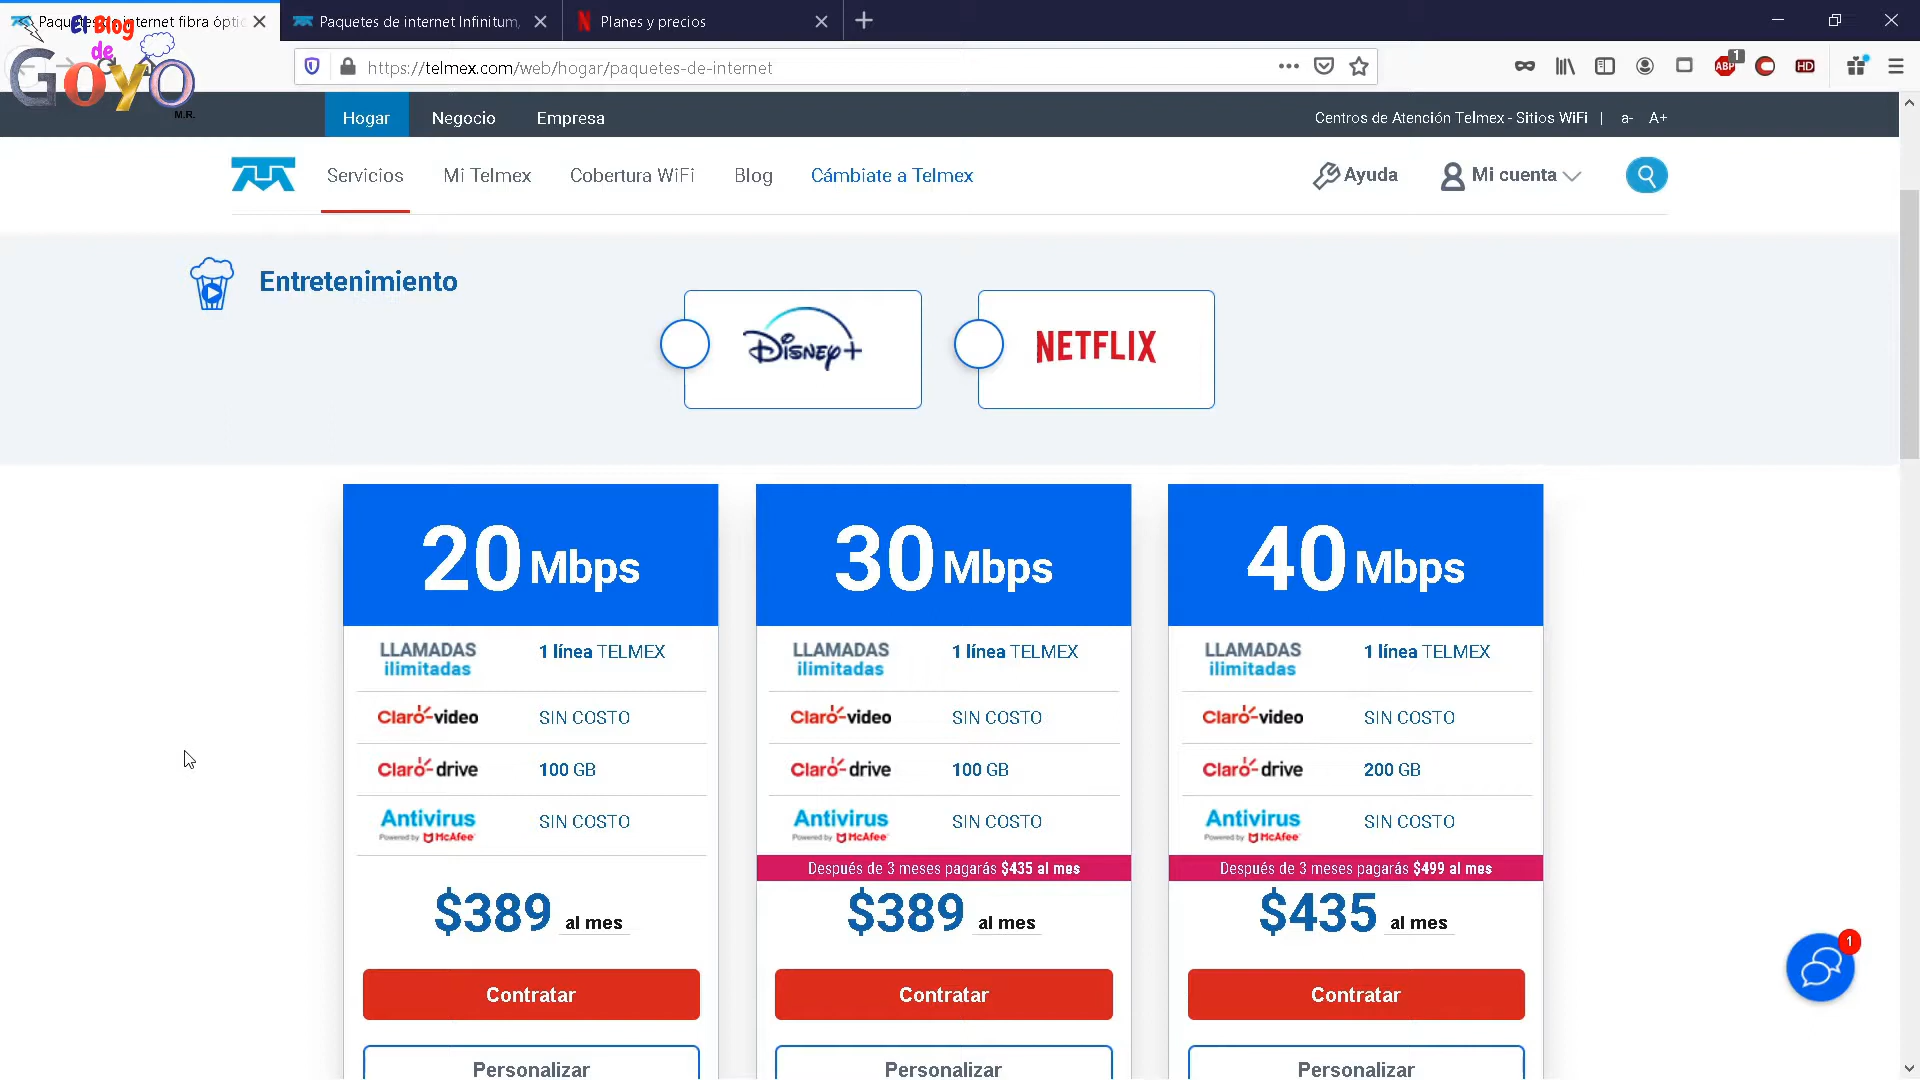 Paquetes de internet fibra óptic
Paquetes de internet Infinitum,
Planes y precios
El Blog
de
GOYO
M.R.
https://telmex.com/web/hogar/paquetes-de-internet
1
ABP
HD
Hogar
Negocio
Empresa
Centros de Atención Telmex - Sitios WiFi | a- A+
Servicios
Mi Telmex
Cobertura WiFi
Blog
Cámbiate a Telmex
Ayuda
Mi cuenta
Entretenimiento
Disney+
NETFLIX
20 Mbps
LLAMADAS
ilimitadas
1 línea TELMEX
Claro-video
SIN COSTO
Claro-drive
100 GB
Antivirus
Powered by McAfee
SIN COSTO
$389 al mes
Contratar
Personalizar
30 Mbps
LLAMADAS
ilimitadas
1 línea TELMEX
Claro-video
SIN COSTO
Claro-drive
100 GB
Antivirus
Powered by McAfee
SIN COSTO
Después de 3 meses pagarás $435 al mes
$389 al mes
Contratar
Personalizar
40 Mbps
LLAMADAS
ilimitadas
1 línea TELMEX
Claro-video
SIN COSTO
Claro-drive
200 GB
Antivirus
Powered by McAfee
SIN COSTO
Después de 3 meses pagarás $499 al mes
$435 al mes
Contratar
Personalizar
1